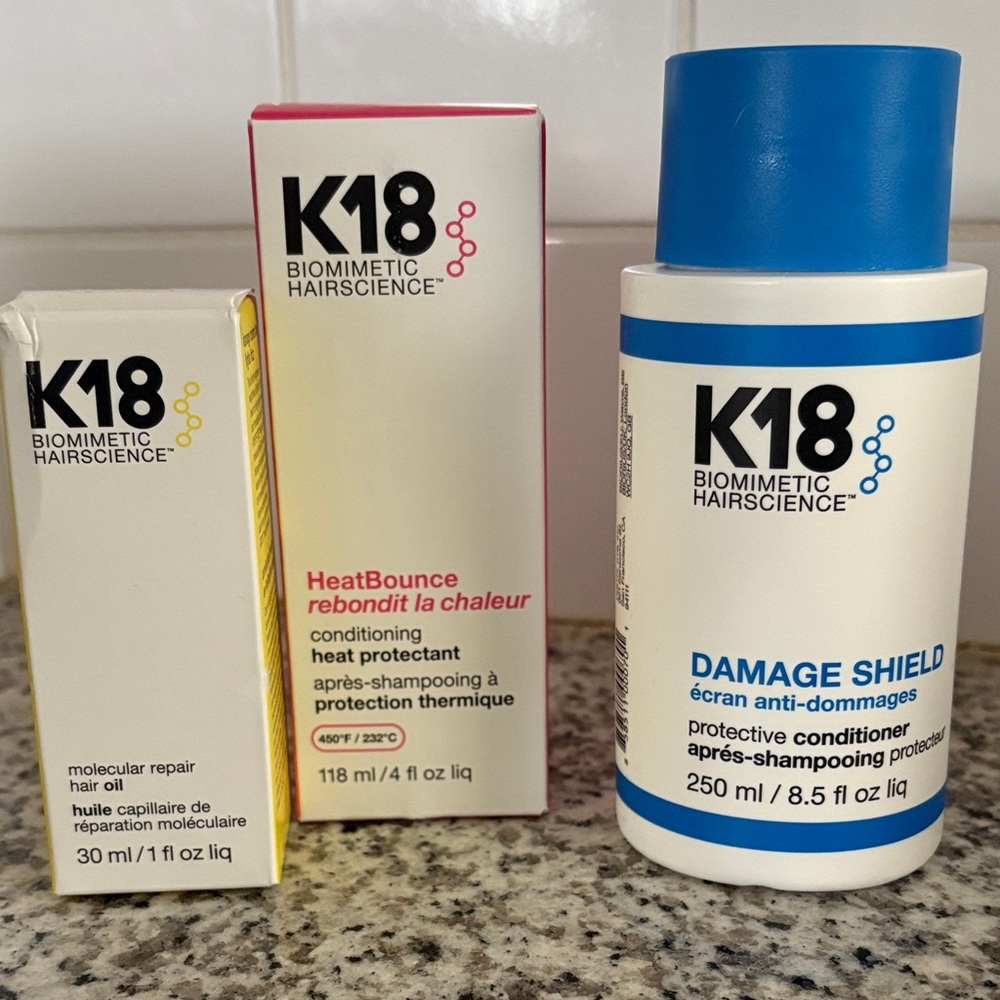 K18
BIOMIMETIC
HAIRSCIENCE™
molecular repair
hair oil
huile capillaire de
réparation moléculaire
30 ml / 1 fl oz liq
K18
BIOMIMETIC
HAIRSCIENCE™
HeatBounce
rebondit la chaleur
conditioning
heat protectant
après-shampooing à
protection thermique
450°F / 232°C
118 ml / 4 fl oz liq
K18
BIOMIMETIC
HAIRSCIENCE™
DAMAGE SHIELD
écran anti-dommages
protective conditioner
aprés-shampooing protecteur
250 ml / 8.5 fl oz liq